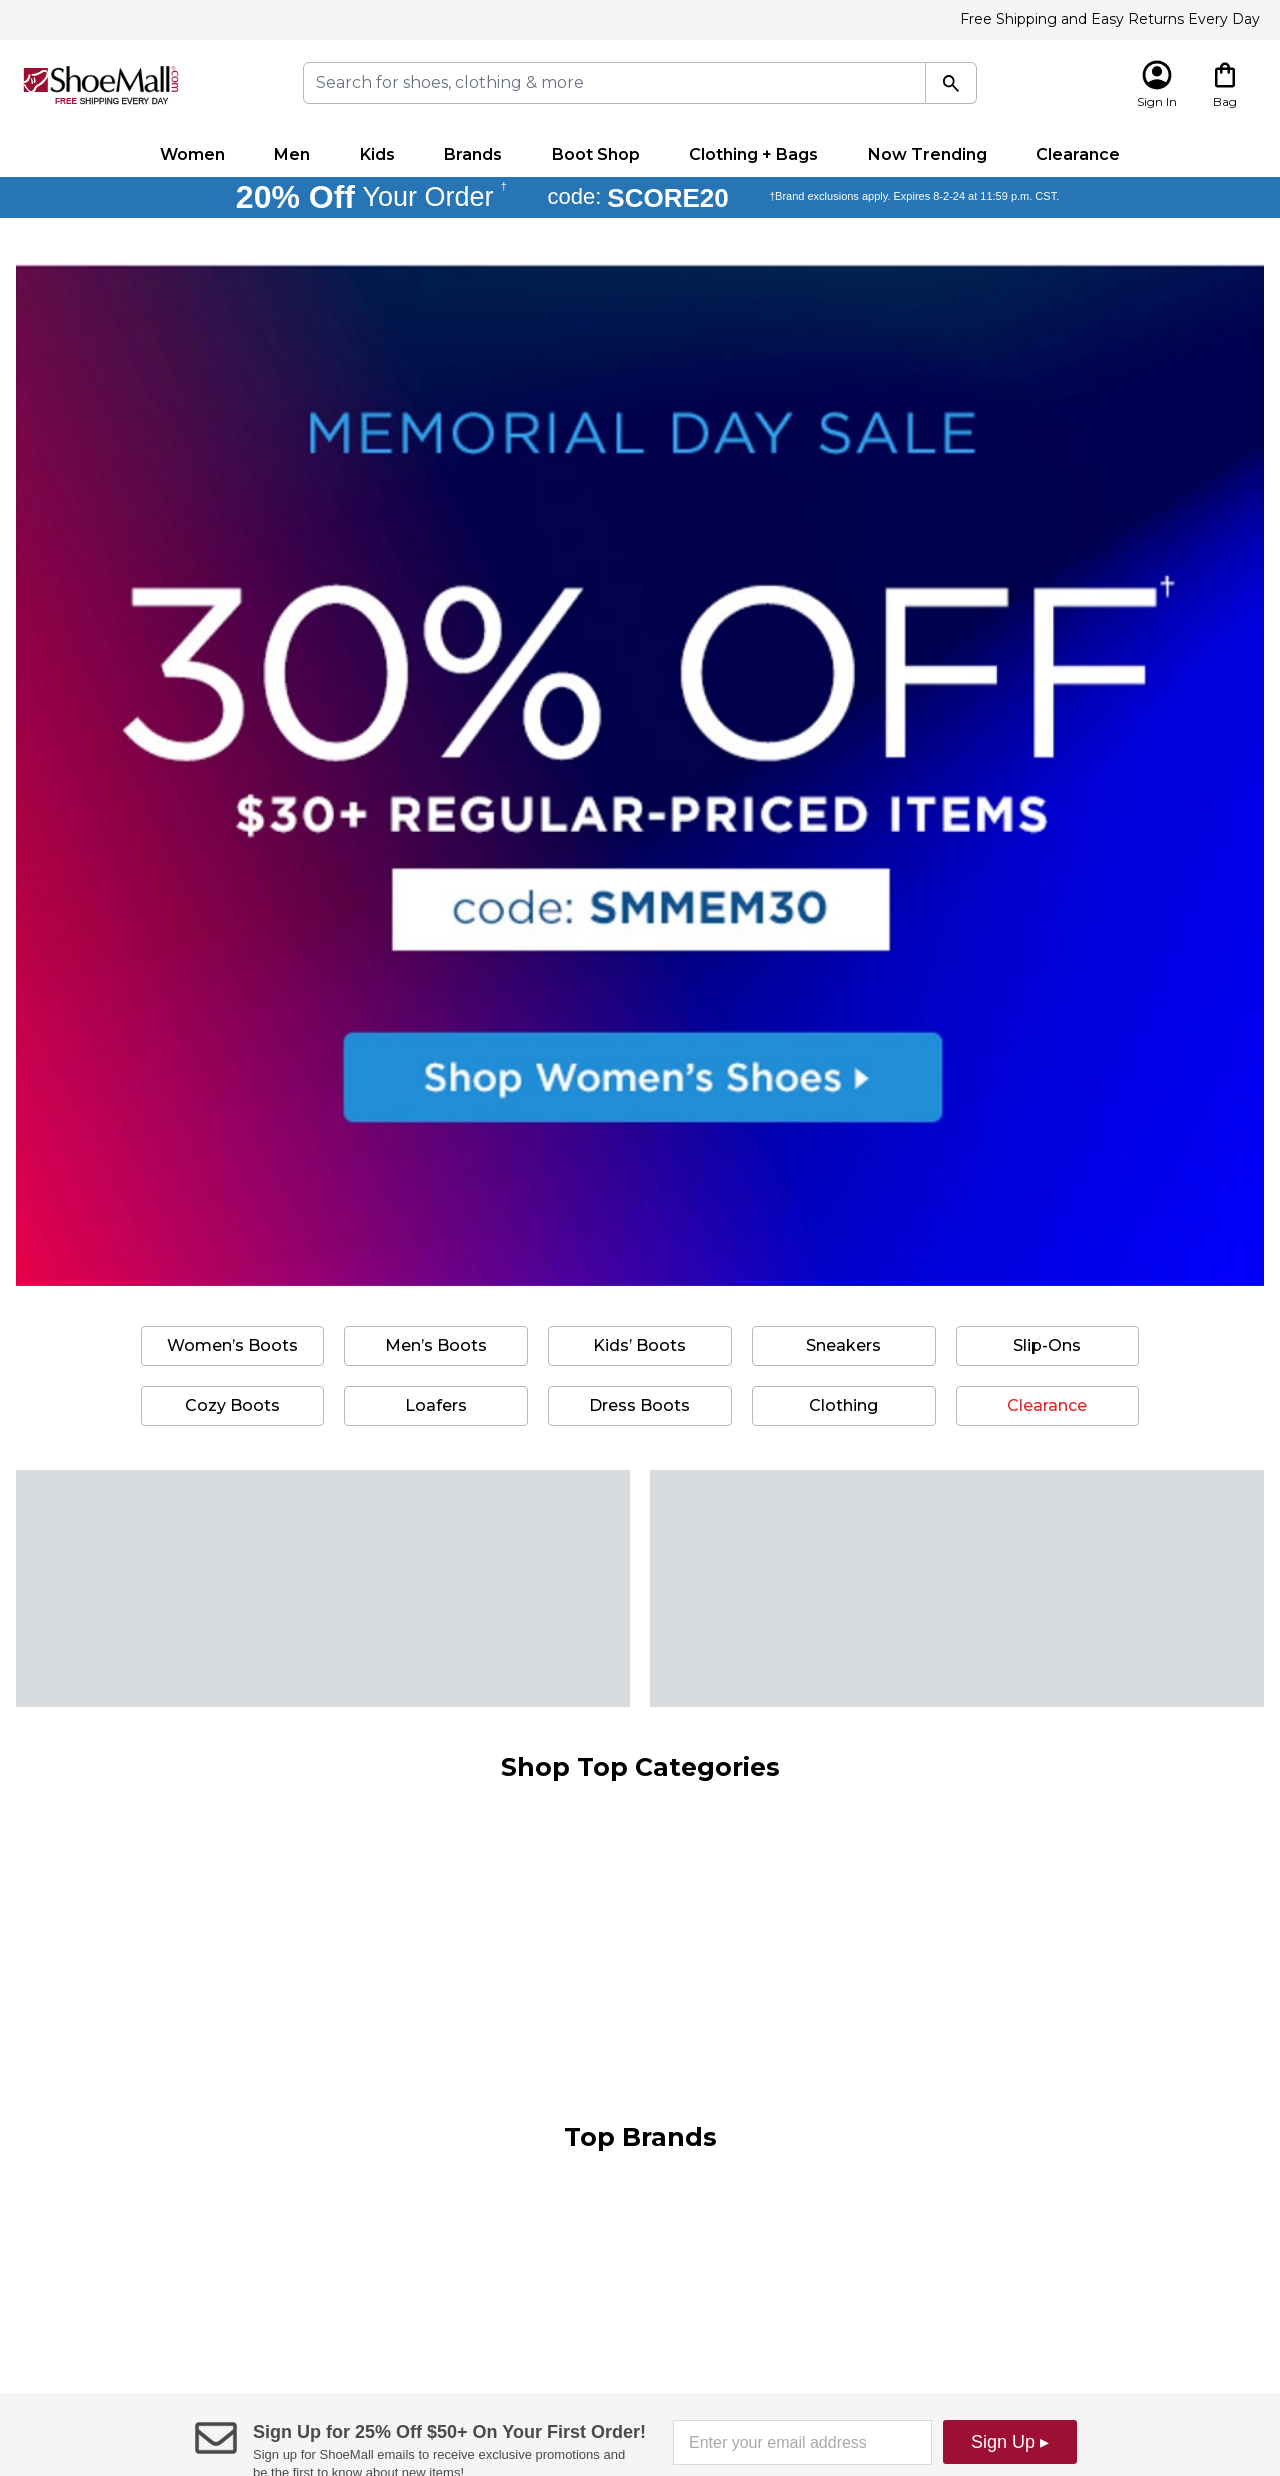 Free Shipping and Easy Returns Every Day
ShoeMall.com
FREE SHIPPING EVERY DAY
Search for shoes, clothing & more
Sign In
Bag
Women Men Kids Brands Boot Shop Clothing + Bags Now Trending Clearance
20% Off Your Order † code: SCORE20 †Brand exclusions apply. Expires 8-2-24 at 11:59 p.m. CST.
MEMORIAL DAY SALE
30% OFF†
$30+ REGULAR-PRICED ITEMS
code: SMMEM30
Shop Women's Shoes ▸
Women's Boots Men's Boots Kids' Boots Sneakers Slip-Ons
Cozy Boots Loafers Dress Boots Clothing Clearance
Shop Top Categories
Top Brands
Sign Up for 25% Off $50+ On Your First Order!
Sign up for ShoeMall emails to receive exclusive promotions and
be the first to know about new items!
Enter your email address
Sign Up ▸